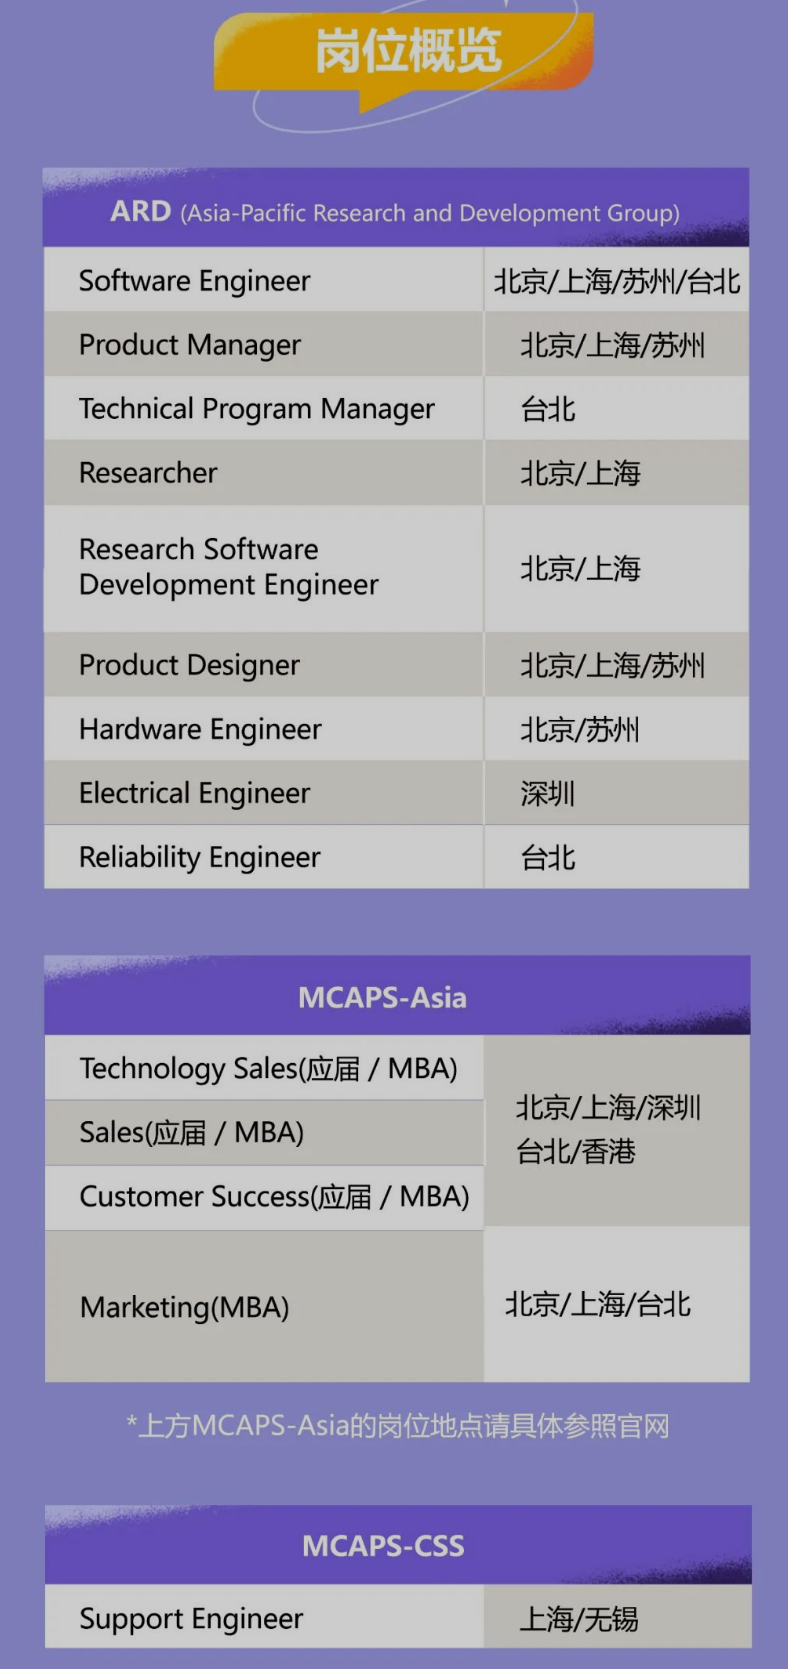 岗位概览
ARD (Asia-Pacific Research and Development Group)
Software Engineer 北京/上海/苏州/台北
Product Manager 北京/上海/苏州
Technical Program Manager 台北
Researcher 北京/上海
Research Software
Development Engineer 北京/上海
Product Designer 北京/上海/苏州
Hardware Engineer 北京/苏州
Electrical Engineer 深圳
Reliability Engineer 台北
MCAPS-Asia
Technology Sales(应届 / MBA)
Sales(应届 / MBA)
Customer Success(应届 / MBA)
北京/上海/深圳
台北/香港
Marketing(MBA) 北京/上海/台北
*上方MCAPS-Asia的岗位地点请具体参照官网
MCAPS-CSS
Support Engineer 上海/无锡